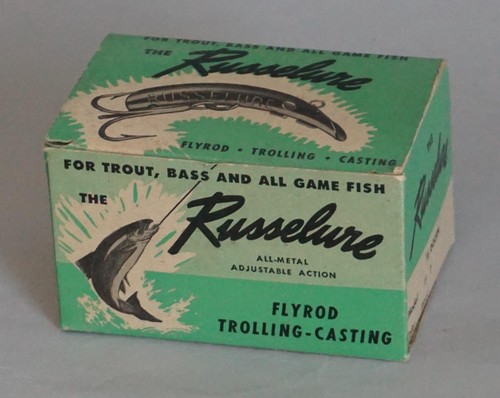 FOR TROUT, BASS AND ALL GAME FISH
THE Russelure
RUSSELURE
FLYROD • TROLLING • CASTING
FOR TROUT, BASS AND ALL GAME FISH
THE Russelure
ALL-METAL
ADJUSTABLE ACTION
FLYROD
TROLLING-CASTING
THE
Russelure